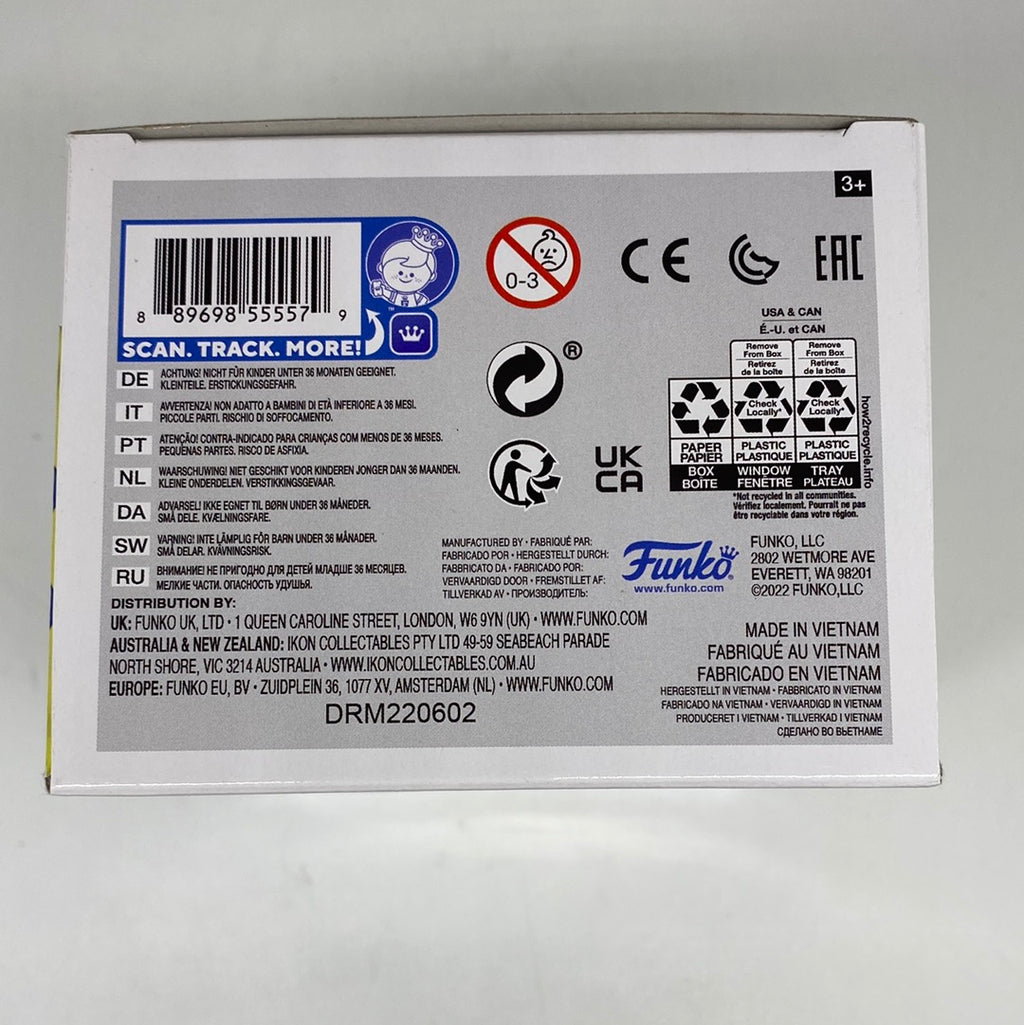 3+
8 89698 55557 9
SCAN. TRACK. MORE!
™
0-3
CE
EAC
®
UK
CA
USA & CAN
É.-U. et CAN
Remove From Box
Retirez de la boîte
Remove From Box
Retirez de la boîte
Check Locally*
Check Locally*
PAPER
PAPIER
PLASTIC
PLASTIQUE
PLASTIC
PLASTIQUE
BOX
BOÎTE
WINDOW
FENÊTRE
TRAY
PLATEAU
how2recycle.info
*Not recycled in all communities.
Vérifiez localement. Pourrait ne pas
être recyclable dans votre région.
DE ACHTUNG! NICHT FÜR KINDER UNTER 36 MONATEN GEEIGNET.
KLEINTEILE. ERSTICKUNGSGEFAHR.
IT AVVERTENZA! NON ADATTO A BAMBINI DI ETÀ INFERIORE A 36 MESI.
PICCOLE PARTI. RISCHIO DI SOFFOCAMENTO.
PT ATENÇÃO! CONTRA-INDICADO PARA CRIANÇAS COM MENOS DE 36 MESES.
PEQUENAS PARTES. RISCO DE ASFIXIA.
NL WAARSCHUWING! NIET GESCHIKT VOOR KINDEREN JONGER DAN 36 MAANDEN.
KLEINE ONDERDELEN. VERSTIKKINGSGEVAAR.
DA ADVARSEL! IKKE EGNET TIL BØRN UNDER 36 MÅNEDER.
SMÅ DELE. KVÆLNINGSFARE.
SW VARNING! INTE LÄMPLIG FÖR BARN UNDER 36 MÅNADER.
SMÅ DELAR. KVÄVNINGSRISK.
RU ВНИМАНИЕ! НЕ ПРИГОДНО ДЛЯ ДЕТЕЙ МЛАДШЕ 36 МЕСЯЦЕВ.
МЕЛКИЕ ЧАСТИ. ОПАСНОСТЬ УДУШЬЯ.
MANUFACTURED BY • FABRIQUÉ PAR:
FABRICADO POR • HERGESTELLT DURCH:
FABBRICATO DA • FABRICADO POR:
VERVAARDIGD DOOR • FREMSTILLET AF:
TILLVERKAD AV • ПРОИЗВОДИТЕЛЬ:
Funko®
www.funko.com
FUNKO, LLC
2802 WETMORE AVE
EVERETT, WA 98201
©2022 FUNKO,LLC
DISTRIBUTION BY:
UK: FUNKO UK, LTD • 1 QUEEN CAROLINE STREET, LONDON, W6 9YN (UK) • WWW.FUNKO.COM
AUSTRALIA & NEW ZEALAND: IKON COLLECTABLES PTY LTD 49-59 SEABEACH PARADE
NORTH SHORE, VIC 3214 AUSTRALIA • WWW.IKONCOLLECTABLES.COM.AU
EUROPE: FUNKO EU, BV • ZUIDPLEIN 36, 1077 XV, AMSTERDAM (NL) • WWW.FUNKO.COM
DRM220602
MADE IN VIETNAM
FABRIQUÉ AU VIETNAM
FABRICADO EN VIETNAM
HERGESTELLT IN VIETNAM • FABBRICATO IN VIETNAM
FABRICADO NA VIETNAM • VERVAARDIGD IN VIETNAM
PRODUCERET I VIETNAM • TILLVERKAD I VIETNAM
СДЕЛАНО ВО ВЬЕТНАМЕ